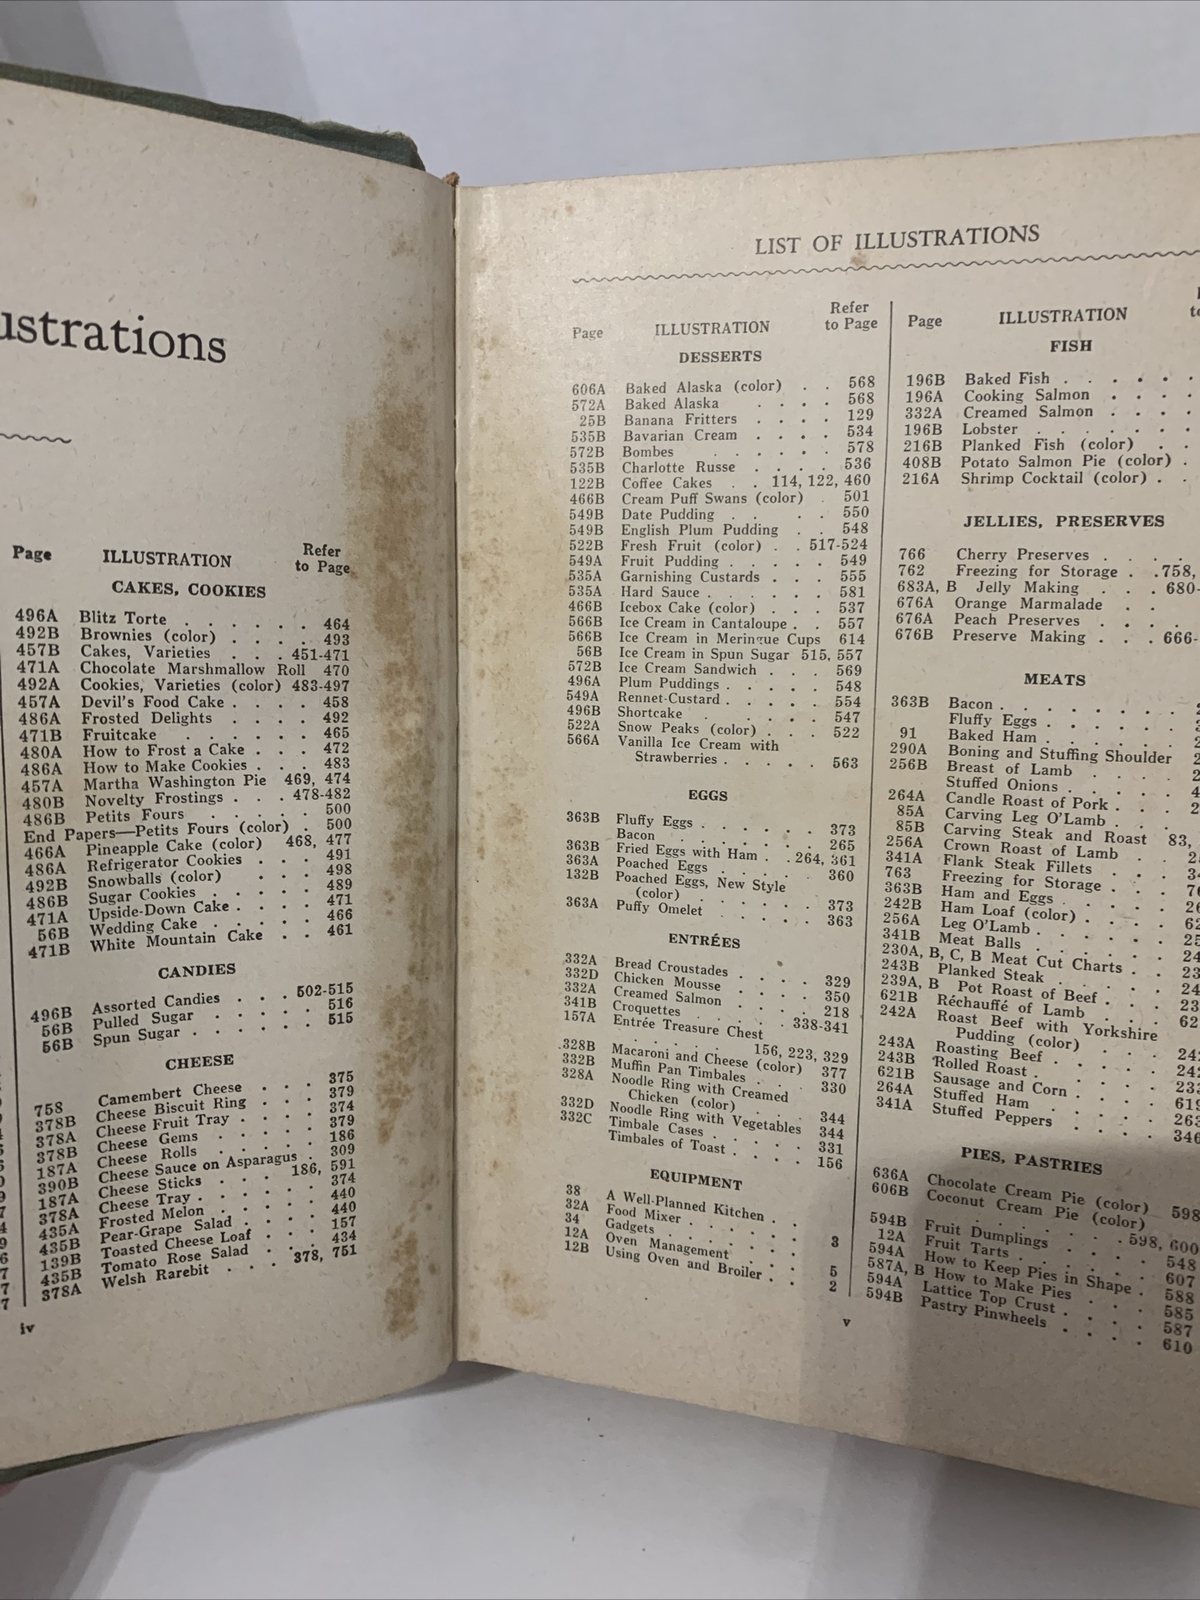 ustrations
Page ILLUSTRATION Refer to Page
CAKES, COOKIES
496A Blitz Torte . . . . . . 464
492B Brownies (color) . . . . 493
457B Cakes, Varieties . . . 451-471
471A Chocolate Marshmallow Roll 470
492A Cookies, Varieties (color) 483-497
457A Devil's Food Cake . . . . 458
486A Frosted Delights . . . . 492
471B Fruitcake . . . . . . 465
480A How to Frost a Cake . . . 472
486A How to Make Cookies . . . 483
457A Martha Washington Pie 469, 474
480B Novelty Frostings . . . 478-482
486B Petits Fours . . . . . 500
End Papers—Petits Fours (color) . 500
466A Pineapple Cake (color) 468, 477
486A Refrigerator Cookies . . . 491
492B Snowballs (color) . . . 498
486B Sugar Cookies . . . . . 489
471A Upside-Down Cake . . . . 471
56B Wedding Cake . . . . . 466
471B White Mountain Cake . . 461
CANDIES
496B Assorted Candies . . . 502-515
56B Pulled Sugar . . . . . 516
56B Spun Sugar . . . . . . 515
CHEESE
758 Camembert Cheese . . . 375
378B Cheese Biscuit Ring . . . 379
378A Cheese Fruit Tray . . . . 374
378B Cheese Gems . . . . . 379
187A Cheese Rolls . . . . . 186
390B Cheese Sauce on Asparagus . 309
187A Cheese Sticks . . . 186, 591
378A Cheese Tray . . . . . . 374
435A Frosted Melon . . . . . 440
435B Pear-Grape Salad . . . . 440
139B Toasted Cheese Loaf . . . 157
435B Tomato Rose Salad . . . 434
378A Welsh Rarebit . . . 378, 751
iv
LIST OF ILLUSTRATIONS
Page ILLUSTRATION Refer to Page
DESSERTS
606A Baked Alaska (color) . . 568
572A Baked Alaska . . . . 568
25B Banana Fritters . . . . 129
535B Bavarian Cream . . . . 534
572B Bombes . . . . . . 578
535B Charlotte Russe . . . . 536
122B Coffee Cakes . . 114, 122, 460
466B Cream Puff Swans (color) . 501
549B Date Pudding . . . . 550
549B English Plum Pudding . . 548
522B Fresh Fruit (color) . . 517-524
549A Fruit Pudding . . . . . 549
535A Garnishing Custards . . . 555
535A Hard Sauce . . . . . . 581
466B Icebox Cake (color) . . . 537
566B Ice Cream in Cantaloupe . . 557
566B Ice Cream in Meringue Cups 614
56B Ice Cream in Spun Sugar 515, 557
572B Ice Cream Sandwich . . . 569
496A Plum Puddings . . . . . 548
549A Rennet-Custard . . . . . 554
496B Shortcake . . . . . . 547
522A Snow Peaks (color) . . . 522
566A Vanilla Ice Cream with
Strawberries . . . . . 563
EGGS
363B Fluffy Eggs . . . . . . 373
Bacon . . . . . . . 265
363B Fried Eggs with Ham . . 264, 361
363A Poached Eggs . . . . . 360
132B Poached Eggs, New Style
(color) . . . . . . 373
363A Puffy Omelet . . . . . 363
ENTRÉES
332A Bread Croustades . . . . 329
332D Chicken Mousse . . . . 350
332A Creamed Salmon . . . . 218
341B Croquettes . . . . 338-341
157A Entrée Treasure Chest
. . . . . 156, 223, 329
328B Macaroni and Cheese (color) 377
332B Muffin Pan Timbales . . . 330
328A Noodle Ring with Creamed
Chicken (color) . . . . 344
332D Noodle Ring with Vegetables 344
332C Timbale Cases . . . . . 331
Timbales of Toast . . . . 156
EQUIPMENT
38 A Well-Planned Kitchen . .
32A Food Mixer . . . . . . 3
34 Gadgets . . . . . .
12A Oven Management . . . . 5
12B Using Oven and Broiler . . 2
v
Page ILLUSTRATION
FISH
196B Baked Fish . . . . . .
196A Cooking Salmon . . . .
332A Creamed Salmon . . . .
196B Lobster . . . . . . .
216B Planked Fish (color) . .
408B Potato Salmon Pie (color) .
216A Shrimp Cocktail (color) . .
JELLIES, PRESERVES
766 Cherry Preserves . . . .
762 Freezing for Storage . . 758,
683A, B Jelly Making . . . 680-
676A Orange Marmalade . .
676A Peach Preserves . . . .
676B Preserve Making . . . 666-
MEATS
363B Bacon . . . . . . .
Fluffy Eggs . . . . .
91 Baked Ham . . . . . .
290A Boning and Stuffing Shoulder
256B Breast of Lamb . . . .
Stuffed Onions . . . .
264A Candle Roast of Pork . . .
85A Carving Leg O'Lamb . . .
85B Carving Steak and Roast 83,
256A Crown Roast of Lamb . .
341A Flank Steak Fillets . . .
763 Freezing for Storage . . .
363B Ham and Eggs . . . . .
242B Ham Loaf (color) . . . .
256A Leg O'Lamb . . . . . .
341B Meat Balls . . . . . .
230A, B, C, B Meat Cut Charts . .
243B Planked Steak . . . . .
239A, B Pot Roast of Beef . . .
621B Réchauffé of Lamb . . .
242A Roast Beef with Yorkshire
Pudding (color) . . . .
243A Roasting Beef . . . . .
243B Rolled Roast . . . . .
621B Sausage and Corn . . . .
264A Stuffed Ham . . . . .
341A Stuffed Peppers . . . . 346
PIES, PASTRIES
636A Chocolate Cream Pie (color) 598
606B Coconut Cream Pie (color)
. . . . . . 598, 600
594B Fruit Dumplings . . . . 548
12A Fruit Tarts . . . . . . 607
594A How to Keep Pies in Shape . 588
587A, B How to Make Pies . . . 585
594A Lattice Top Crust . . . . 587
594B Pastry Pinwheels . . . . 610